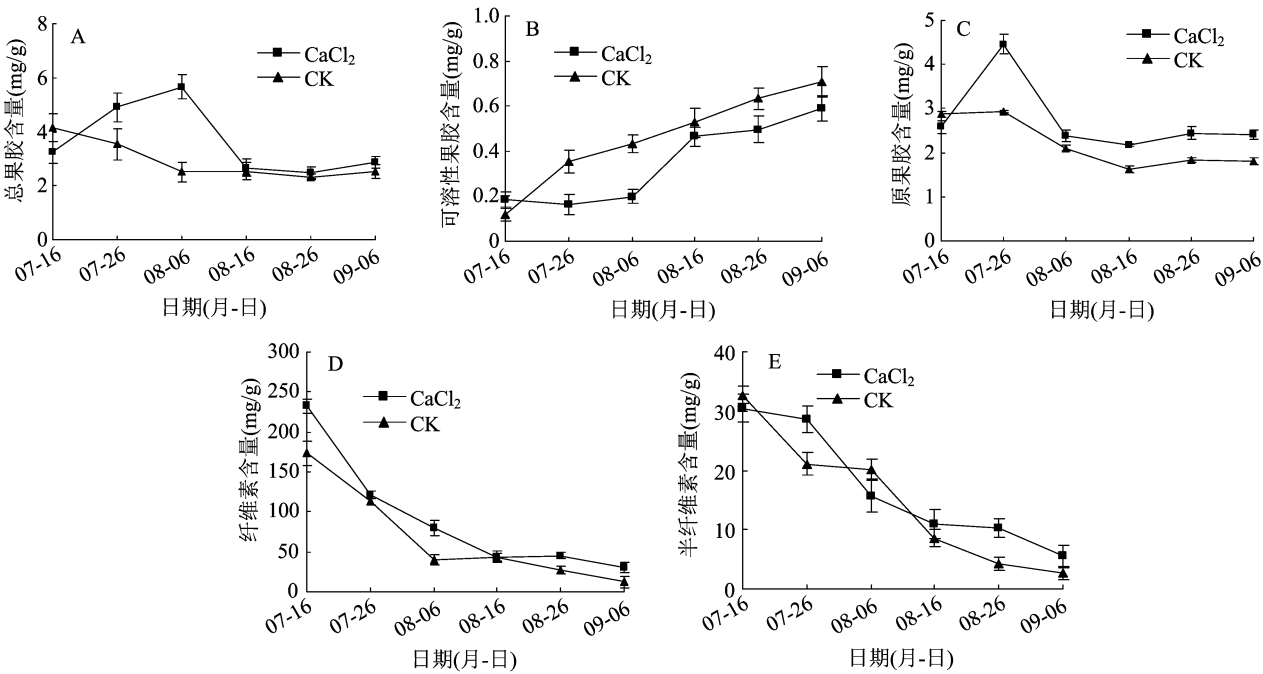 A
总果胶含量(mg/g)
8
6
4
2
0
CaCl₂
CK
07-16
07-26
08-06
08-16
08-26
09-06
日期(月-日)
B
可溶性果胶含量(mg/g)
1.0
0.8
0.6
0.4
0.2
0
CaCl₂
CK
07-16
07-26
08-06
08-16
08-26
09-06
日期(月-日)
C
原果胶含量(mg/g)
5
4
3
2
1
0
CaCl₂
CK
07-16
07-26
08-06
08-16
08-26
09-06
日期(月-日)
D
纤维素含量(mg/g)
300
250
200
150
100
50
0
CaCl₂
CK
07-16
07-26
08-06
08-16
08-26
09-06
日期(月-日)
E
半纤维素含量(mg/g)
40
30
20
10
0
CaCl₂
CK
07-16
07-26
08-06
08-16
08-26
09-06
日期(月-日)